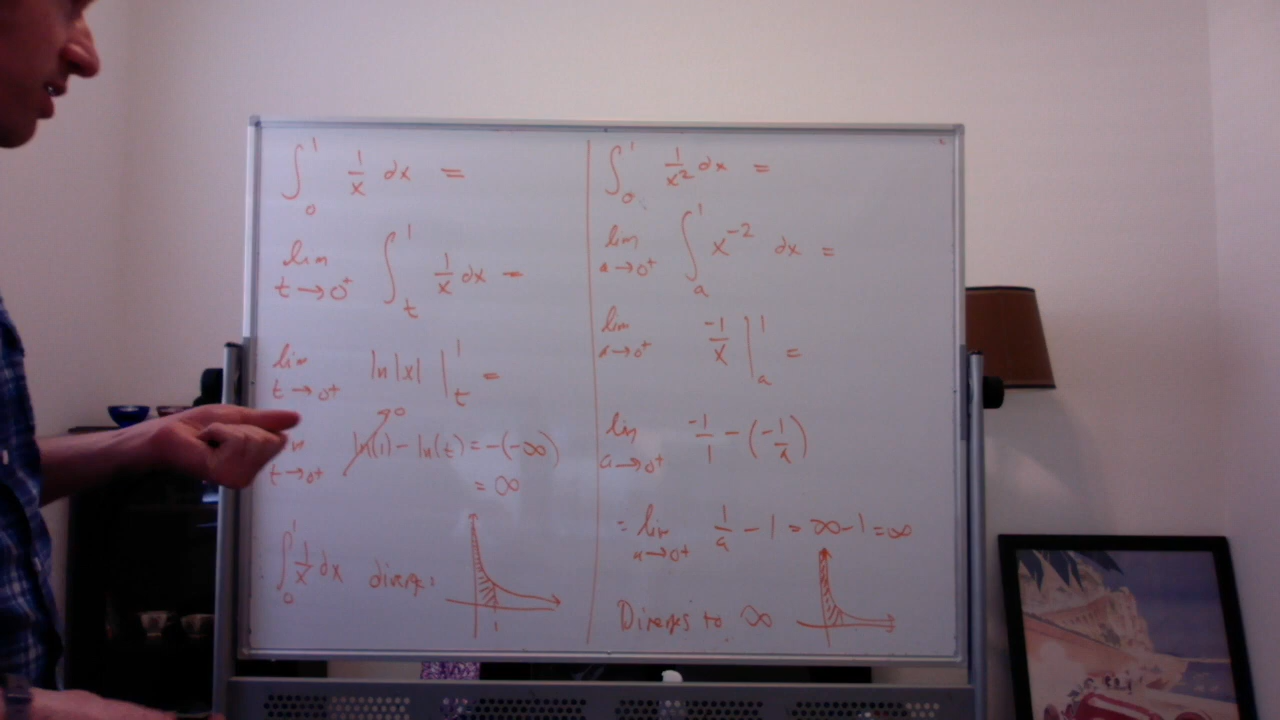 ∫₀¹ 1/x dx =
lim t→0⁺ ∫ₜ¹ 1/x dx =
lim t→0⁺ ln|x| |ₜ¹ =
t→0⁺ ln(1) - ln(t) = -(-∞)
0
= ∞
∫₀¹ 1/x dx
1
∫₀¹ 1/x² dx =
lim a→0⁺ ∫ₐ¹ x⁻² dx =
lim a→0⁺ -1/x |ₐ¹ =
lim a→0⁺ -1/1 - (-1/a)
= lim a→0⁺ 1/a - 1 = ∞ - 1 = ∞
Diverges to ∞